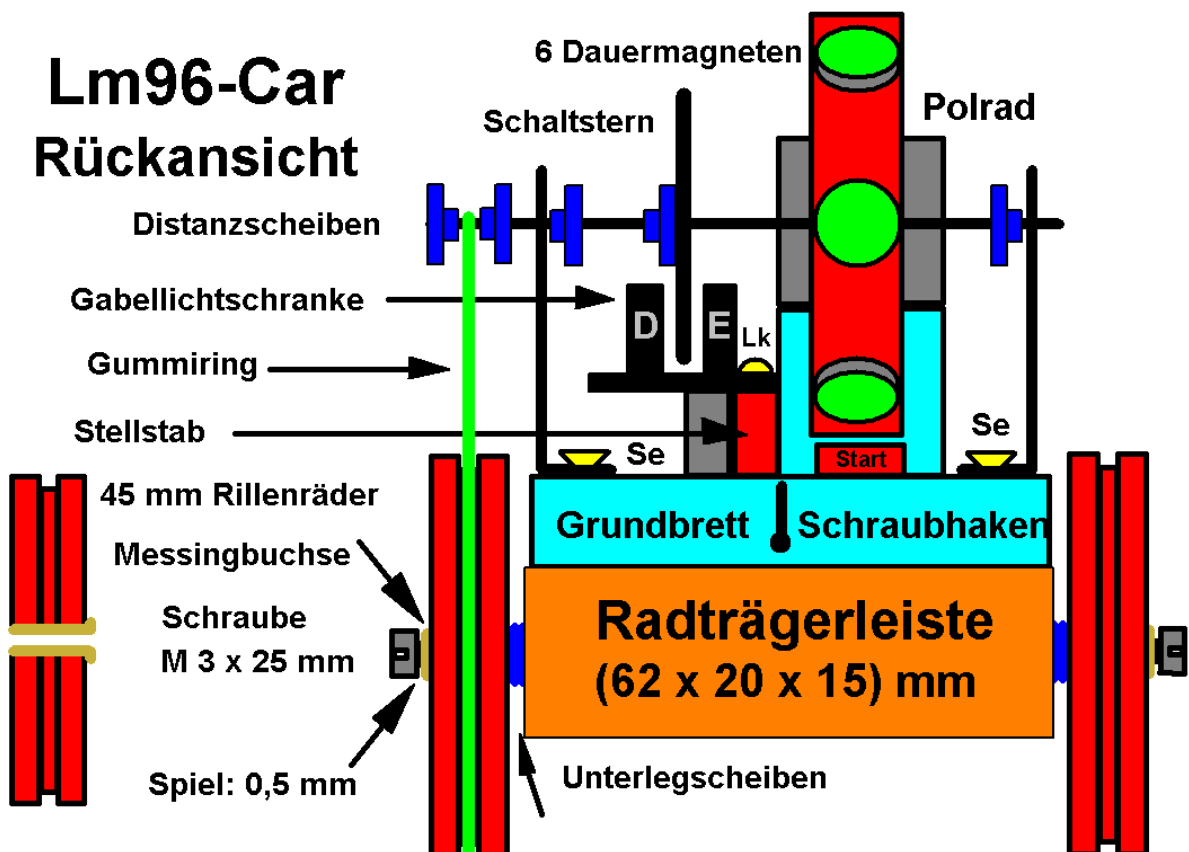 Lm96-Car
Rückansicht
6 Dauermagneten
Schaltstern
Polrad
Distanzscheiben
Gabellichtschranke
D
E
Lk
Gummiring
Stellstab
Se
Se
Start
45 mm Rillenräder
Grundbrett
Schraubhaken
Messingbuchse
Schraube
M 3 x 25 mm
Radträgerleiste
(62 x 20 x 15) mm
Spiel: 0,5 mm
Unterlegscheiben